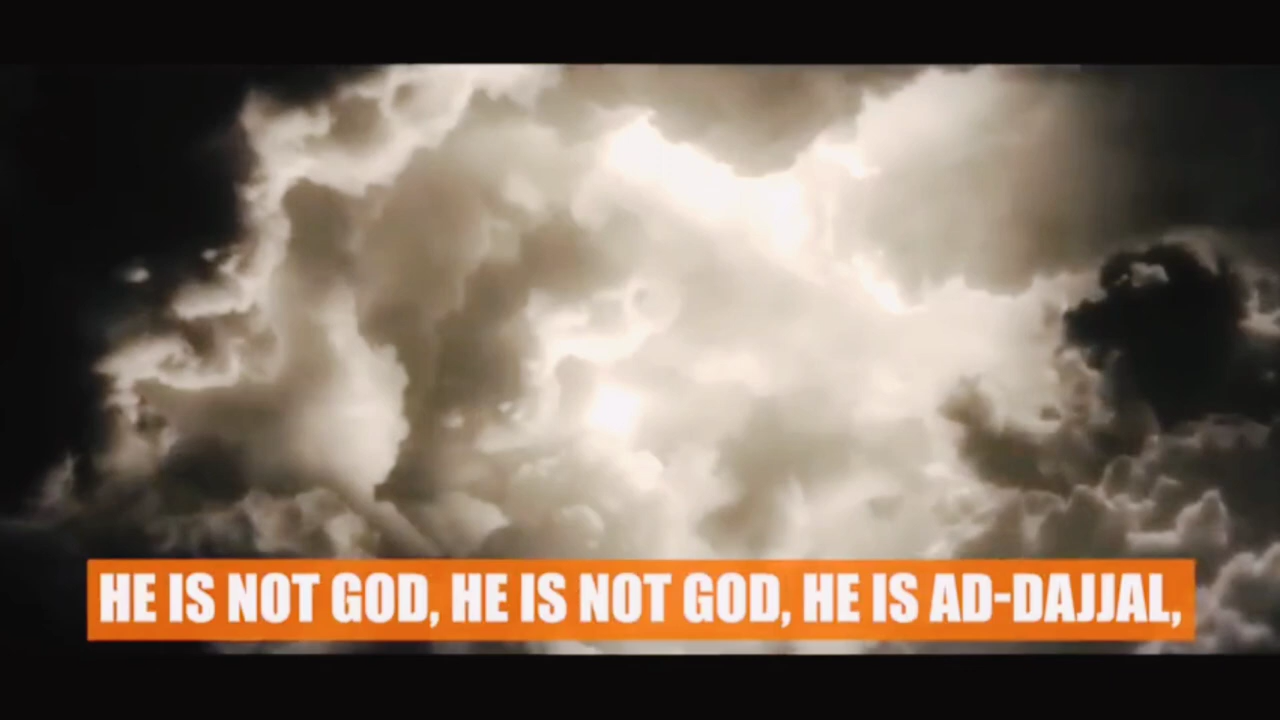 HE IS NOT GOD, HE IS NOT GOD, HE IS AD-DAJJAL,